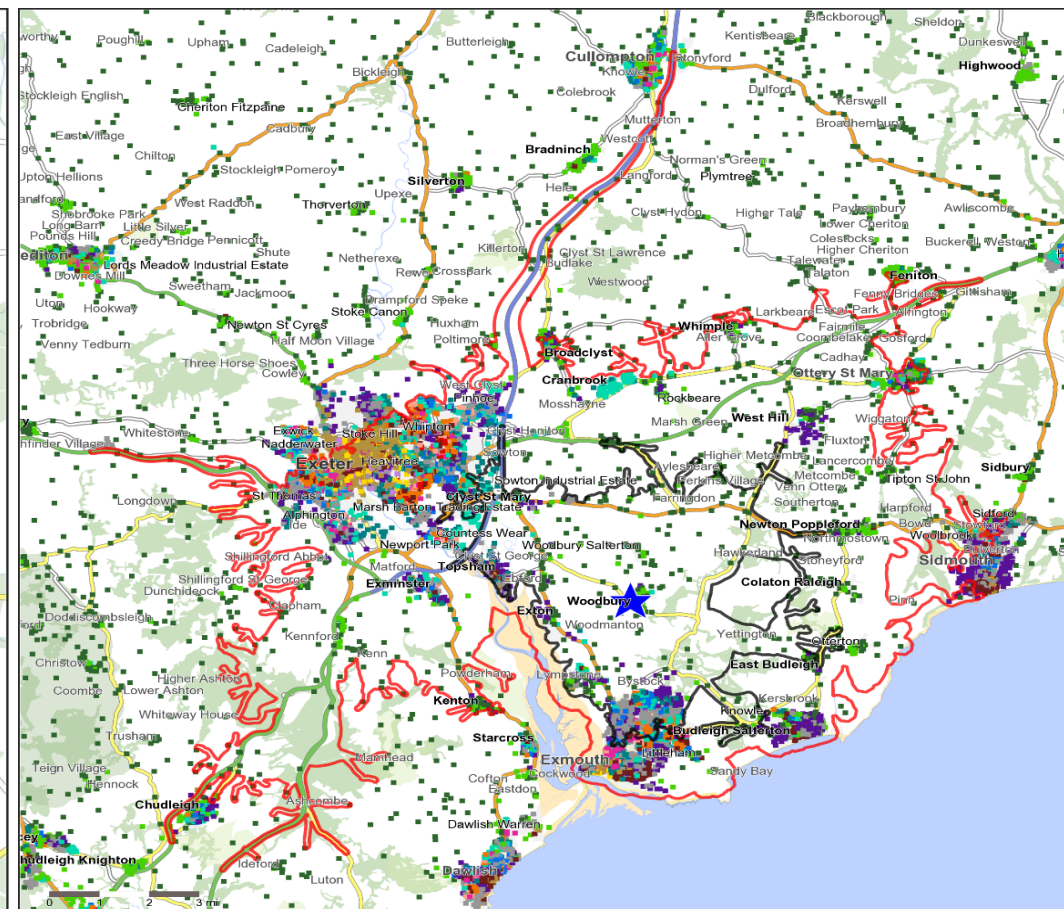 Blackborough
Sheldon
worthy
Poughill
Upham
Cadeleigh
Butterleigh
Kentisbeare
Dunkeswell
Cullompton
Stonyford
Highwood
Bickleigh
Knowle
Colebrook
Dulford
Stockleigh English
Cheriton Fitzpaine
Kerswell
Cadbury
Mutterton
Broadhembury
East Village
Westcott
Chilton
Bradninch
Norman's Green
Upton Hellions
Stockleigh Pomeroy
Silverton
Langford
Plymtree
Hele
Upexe
Shobrooke Park
West Raddon
Thorverton
Clyst Hydon
Higher Tale
Payhembury
Awliscombe
Long Barn
Little Silver
Lower Cheriton
Pounds Hill
Creedy Bridge
Pennicott
Colestocks
Buckerell
Weston
Killerton
Clyst St Lawrence
Higher Cheriton
Shute
Netherexe
Budlake
Talewater
Lords Meadow Industrial Estate
Rewe
Crosspark
Talaton
Downes Mill
Westwood
Feniton
Sweetham
Jackmoor
Fenny Bridges
Gittisham
Uton
Hookway
Brampford Speke
Larkbeare
Escot Park
Alfington
Trobridge
Newton St Cyres
Stoke Canon
Huxham
Whimple
Fairmile
Venny Tedburn
Half Moon Village
Poltimore
Aller Grove
Coombelake
Gosford
Broadclyst
Three Horse Shoes
Cadhay
Cowley
Cranbrook
Ottery St Mary
West Clyst
Pinhoe
Mosshayne
Rockbeare
West Hill
Wiggaton
Whipton
Marsh Green
Whitestone
Exwick
Stoke Hill
Clyst Honiton
Fluxton
Nadderwater
Sowton
Higher Metcombe
Lancercombe
Exeter
Heavitree
Aylesbeare
Metcombe
Sidbury
Sowton Industrial Estate
Perkins Village
Venn Ottery
Tipton St John
Longdown
St Thomas
Clyst St Mary
Farringdon
Southerton
Marsh Barton Trading Estate
Harpford
Sidford
Alphington
Ide
Newton Poppleford
Bowd
Stowford
Countess Wear
Northmostown
Woolbrook
Newport Park
Woodbury Salterton
Shillingford Abbot
Clyst St George
Hawkerland
Stoneyford
Sidmouth
Matford
Topsham
Shillingford St George
Exminster
Ebford
Colaton Raleigh
Dunchideock
Clapham
Woodbury
Pinn
Doddiscombsleigh
Exton
Kennford
Woodmanton
Yettington
Otterton
Christow
Kenn
East Budleigh
Higher Ashton
Powderham
Lympstone
Coombe
Lower Ashton
Bystock
Kersbrook
Whiteway House
Kenton
Knowle
Trusham
Starcross
Budleigh Salterton
Mamhead
Littleham
Teign Village
Exmouth
Sandy Bay
Hennock
Cockwood
Cofton
Eastdon
Chudleigh
Ashcombe
Dawlish Warren
Chudleigh Knighton
Ideford
Dawlish
Luton
0 1 2 3 mi